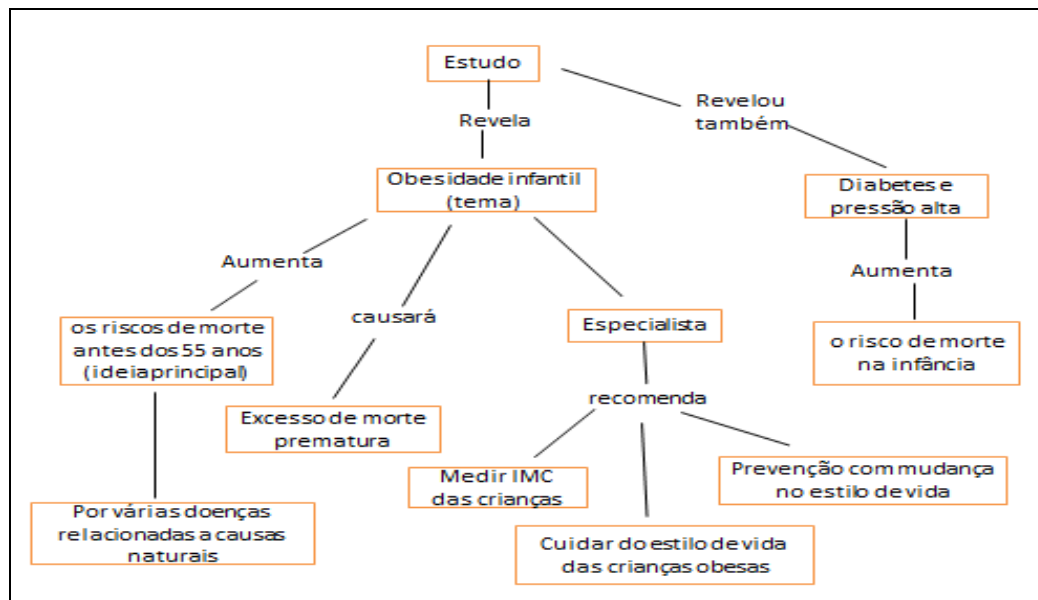 Estudo
Revela
Revelou
também
Obesidade infantil
(tema)
Diabetes e
pressão alta
Aumenta
Aumenta
causará
os riscos de morte
antes dos 55 anos
(ideia principal)
Especialista
o risco de morte
na infância
Excesso de morte
prematura
recomenda
Medir IMC
das crianças
Prevenção com mudança
no estilo de vida
Por várias doenças
relacionadas a causas
naturais
Cuidar do estilo de vida
das crianças obesas